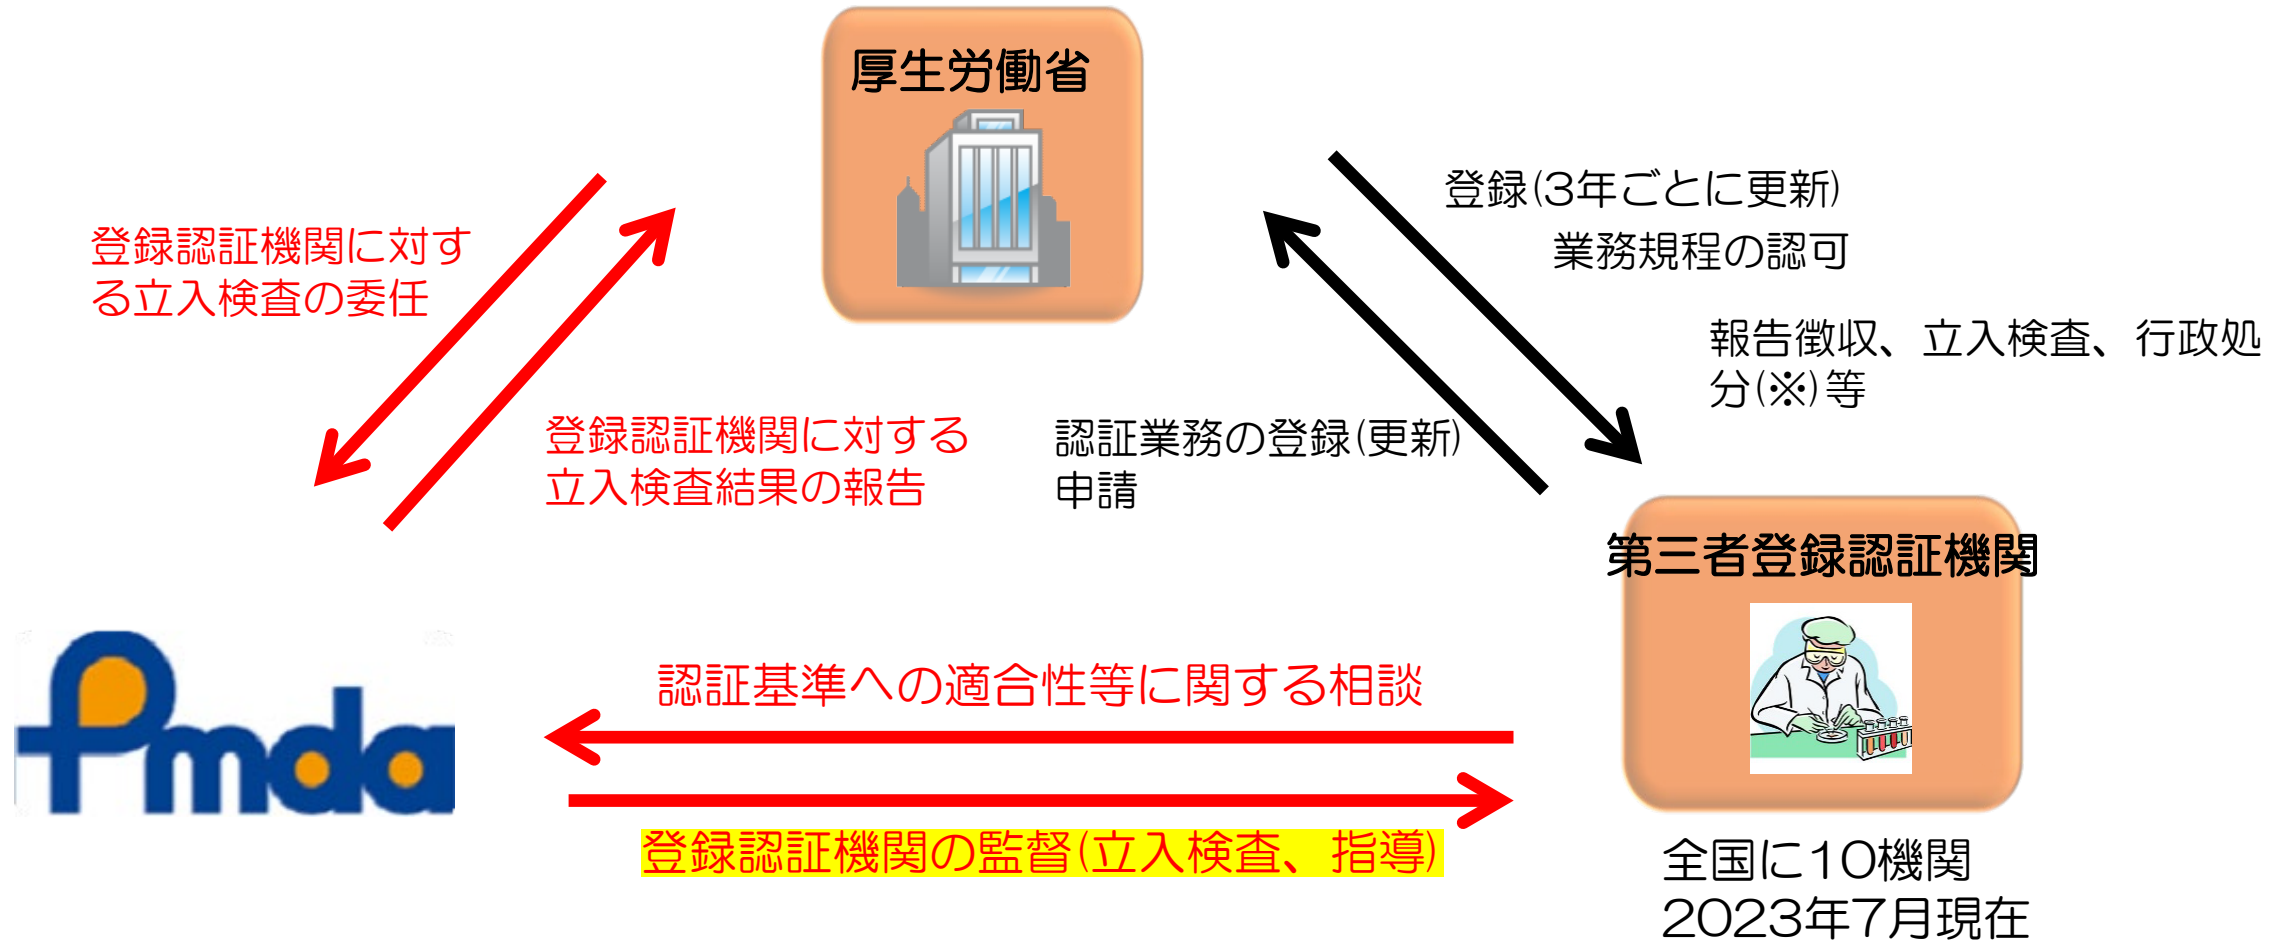 厚生労働省
登録(3年ごとに更新)
業務規程の認可
登録認証機関に対す
る立入検査の委任
報告徴収、立入検査、行政処
分(※)等
登録認証機関に対する
立入検査結果の報告
認証業務の登録(更新)
申請
第三者登録認証機関
Pmda
認証基準への適合性等に関する相談
登録認証機関の監督(立入検査、指導)
全国に10機関
2023年7月現在